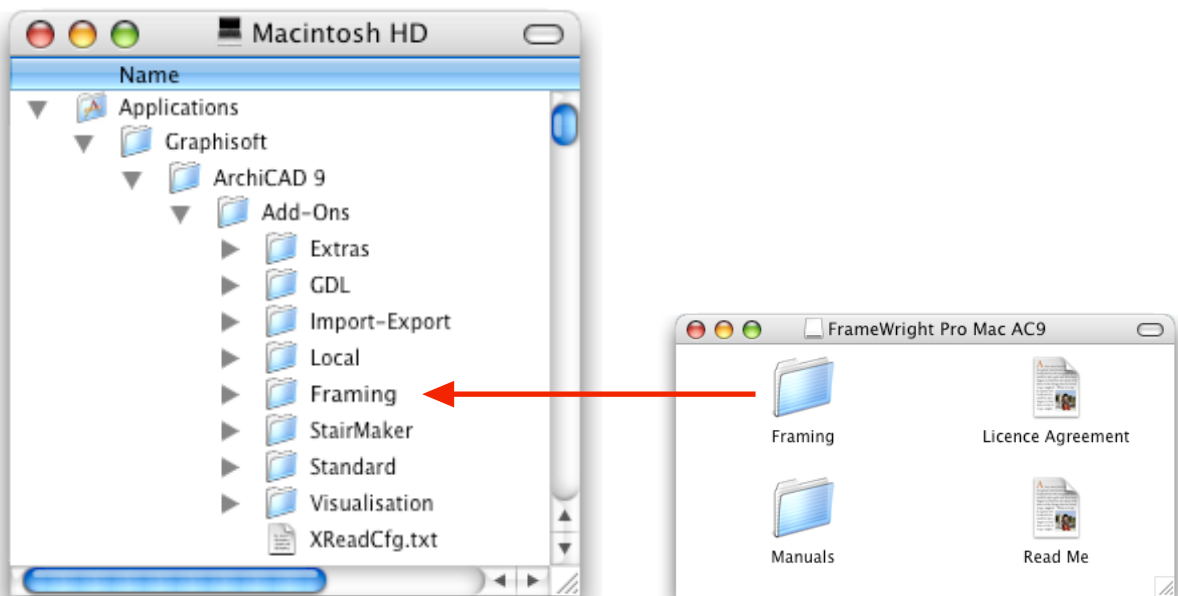 Macintosh HD
Name
Applications
Graphisoft
ArchiCAD 9
Add-Ons
Extras
GDL
Import-Export
Local
Framing
StairMaker
Standard
Visualisation
XReadCfg.txt
FrameWright Pro Mac AC9
Framing
Licence Agreement
Manuals
Read Me